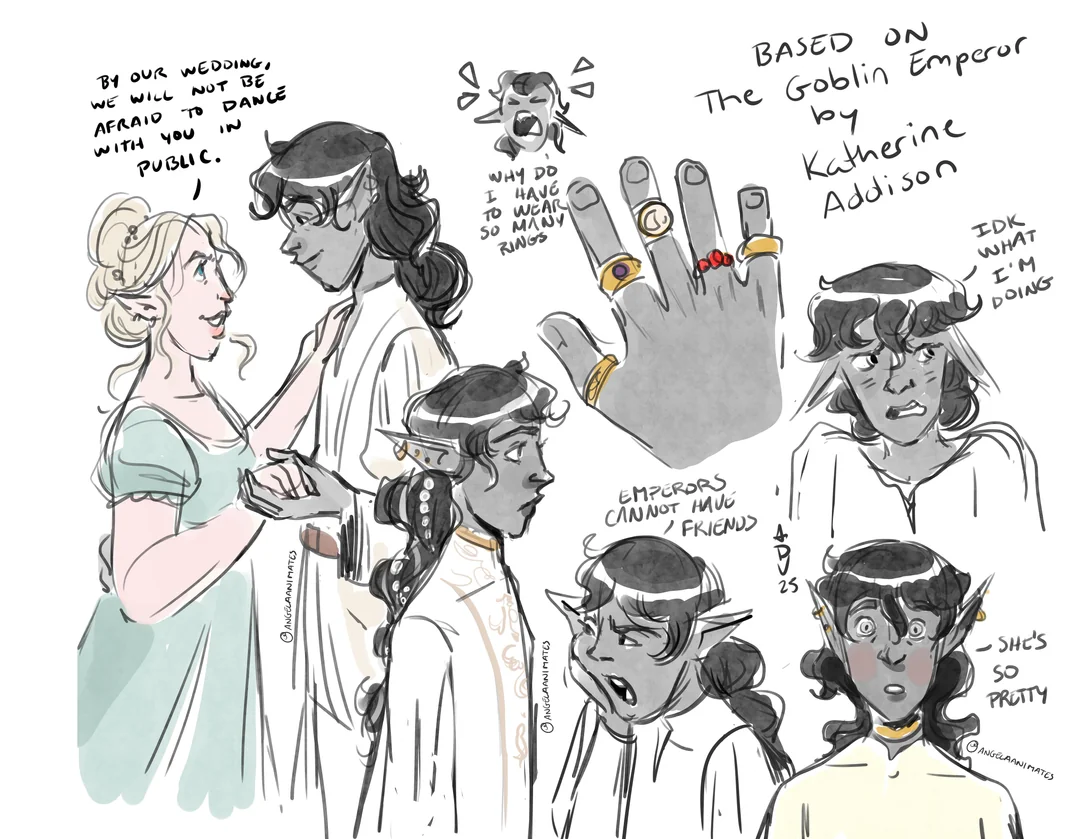 BY OUR WEDDING,
WE WILL NOT BE
AFRAID TO DANCE
WITH YOU IN
PUBLIC.
WHY DO
I HAVE
TO WEAR
SO MANY
RINGS
BASED ON
The Goblin Emperor
by
Katherine
Addison
IDK
WHAT
I'M
DOING
EMPERORS
CANNOT HAVE
FRIENDS
ADV
25
SHE'S
SO
PRETTY
@ANGELAANIMATES
@ANGELAANIMATES
@ANGELAANIMATES